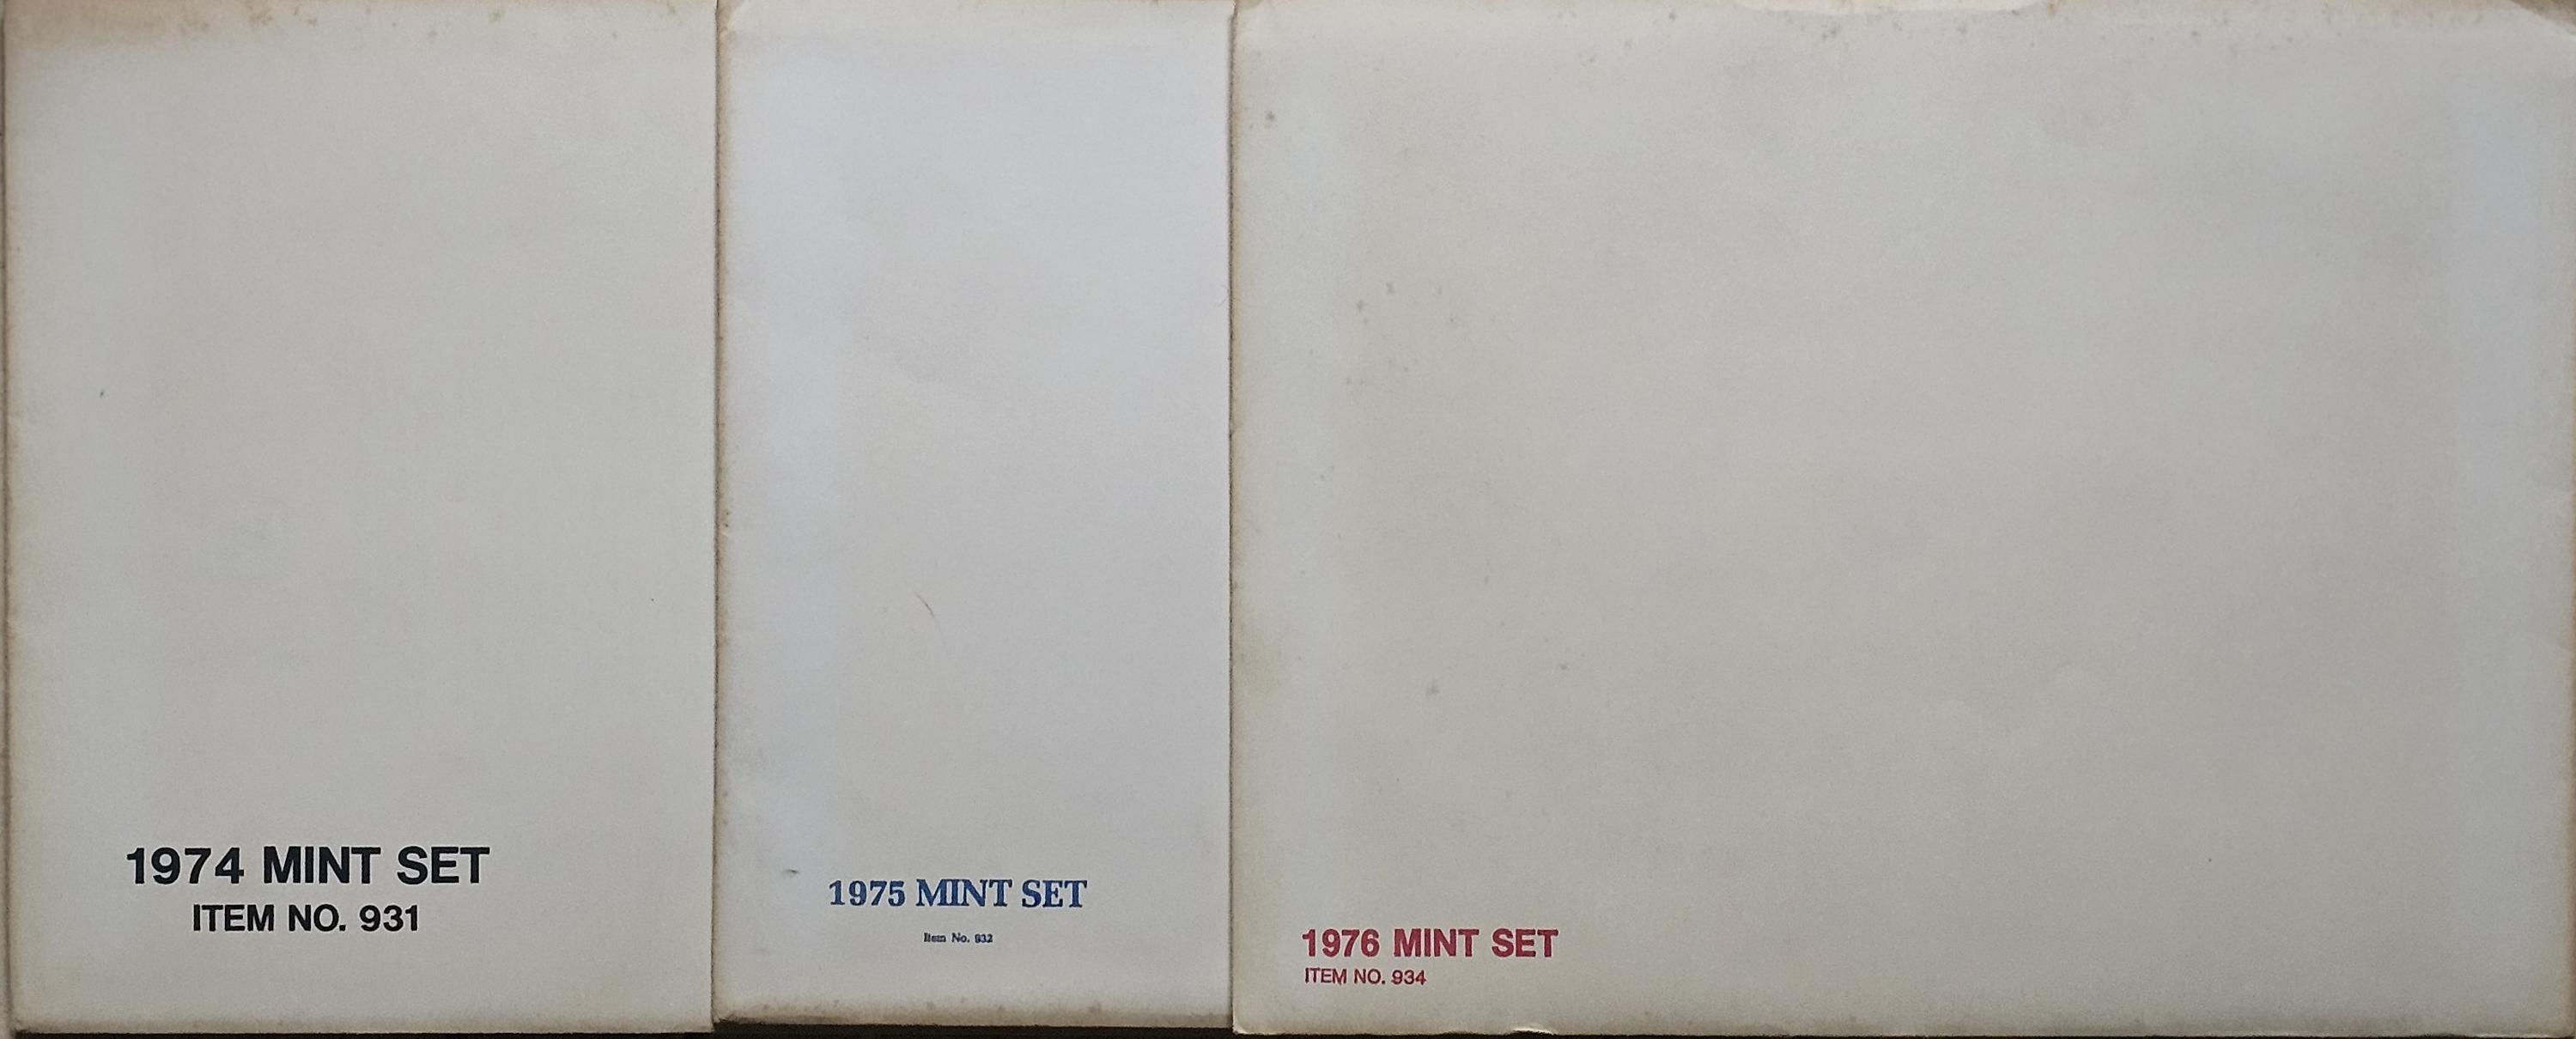 1974 MINT SET
ITEM NO. 931
1975 MINT SET
Item No. 932
1976 MINT SET
ITEM NO. 934